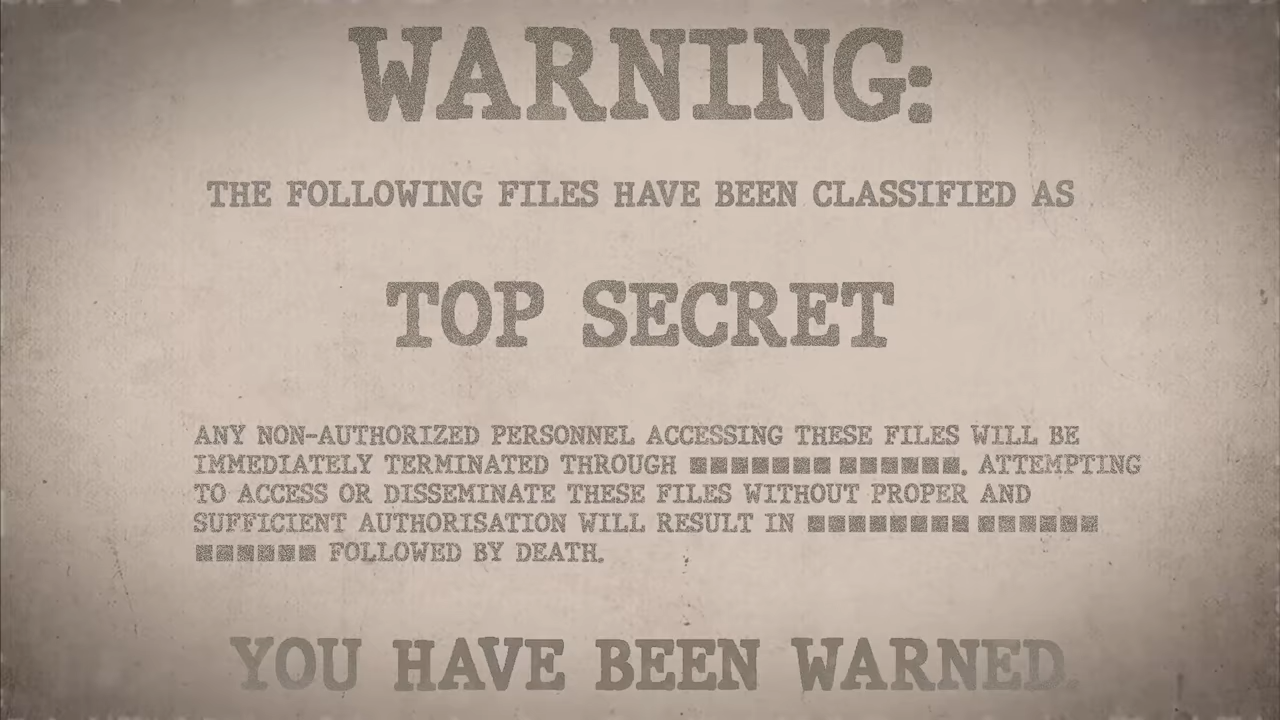 WARNING:
THE FOLLOWING FILES HAVE BEEN CLASSIFIED AS
TOP SECRET
ANY NON-AUTHORIZED PERSONNEL ACCESSING THESE FILES WILL BE
IMMEDIATELY TERMINATED THROUGH ■■■■■■■ ■■■■■■. ATTEMPTING
TO ACCESS OR DISSEMINATE THESE FILES WITHOUT PROPER AND
SUFFICIENT AUTHORISATION WILL RESULT IN ■■■■■■■■ ■■■■■■
■■■■■■ FOLLOWED BY DEATH.
YOU HAVE BEEN WARNED.